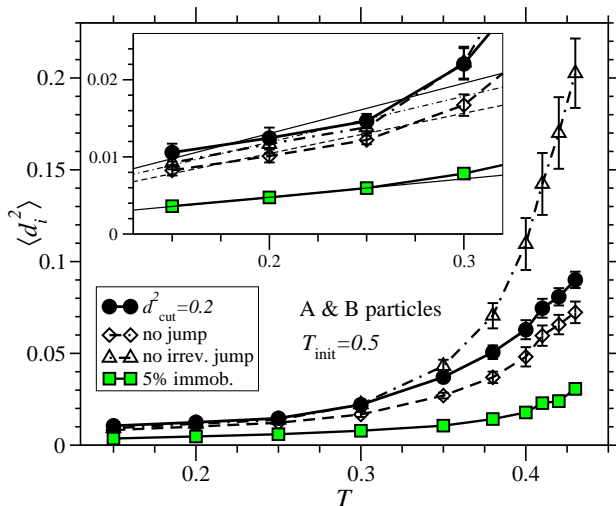 0.02
0.01
0
0.2
0.3
0.2
0.15
0.1
0.05
0
⟨d_i^2⟩
d^2_cut=0.2
no jump
no irrev. jump
5% immob.
A & B particles
T_init=0.5
0.2
0.3
0.4
T